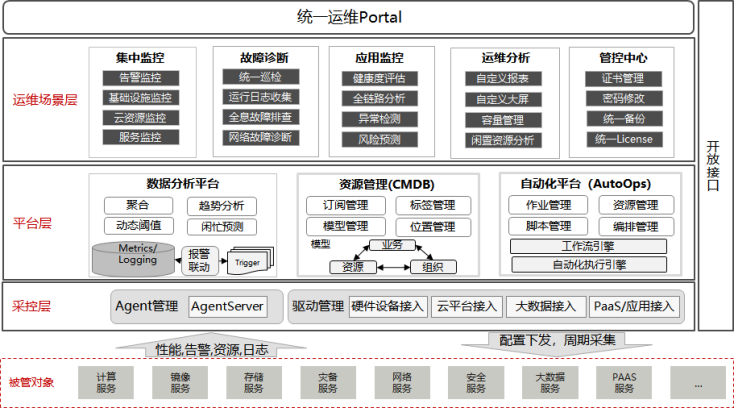 统一运维Portal
运维场景层
集中监控
告警监控
基础设施监控
云资源监控
服务监控
故障诊断
统一巡检
运行日志收集
全息故障排查
网络故障诊断
应用监控
健康度评估
全链路分析
异常检测
风险预测
运维分析
自定义报表
自定义大屏
容量管理
闲置资源分析
管控中心
证书管理
密码修改
统一备份
统一License
开放接口
平台层
数据分析平台
聚合
趋势分析
动态阈值
闲忙预测
Metrics/
Logging
报警
联动
Trigger
资源管理(CMDB)
订阅管理
标签管理
模型管理
位置管理
模型
业务
资源
组织
自动化平台（AutoOps)
作业管理
资源管理
脚本管理
编排管理
工作流引擎
自动化执行引擎
采控层
Agent管理
AgentServer
驱动管理
硬件设备接入
云平台接入
大数据接入
PaaS/应用接入
性能,告警,资源,日志
配置下发，周期采集
被管对象
计算
服务
镜像
服务
存储
服务
灾备
服务
网络
服务
安全
服务
大数据
服务
PAAS
服务
...